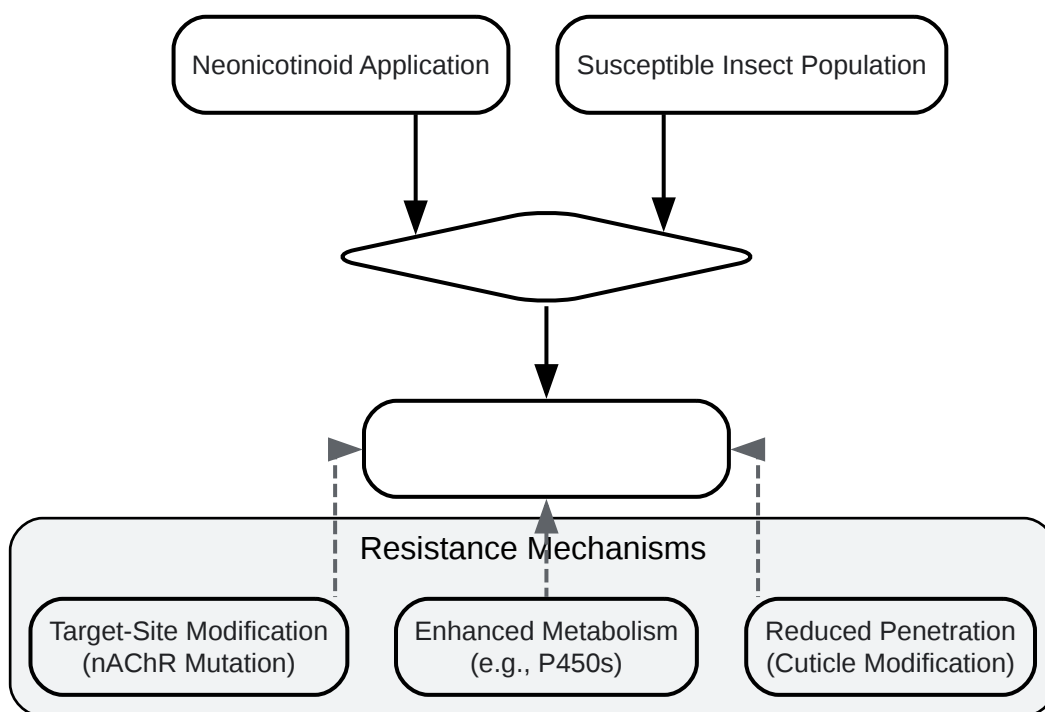 Neonicotinoid Application
Susceptible Insect Population
Resistance Mechanisms
Target-Site Modification
(nAChR Mutation)
Enhanced Metabolism
(e.g., P450s)
Reduced Penetration
(Cuticle Modification)